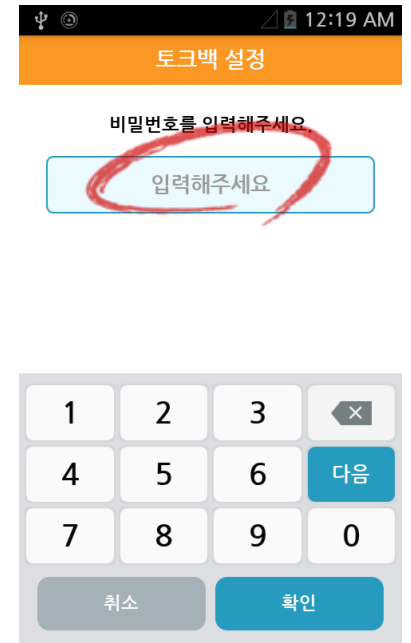 12:19 AM
토크백 설정
비밀번호를 입력해주세요.
입력해주세요
1 2 3
4 5 6 다음
7 8 9 0
취소 확인